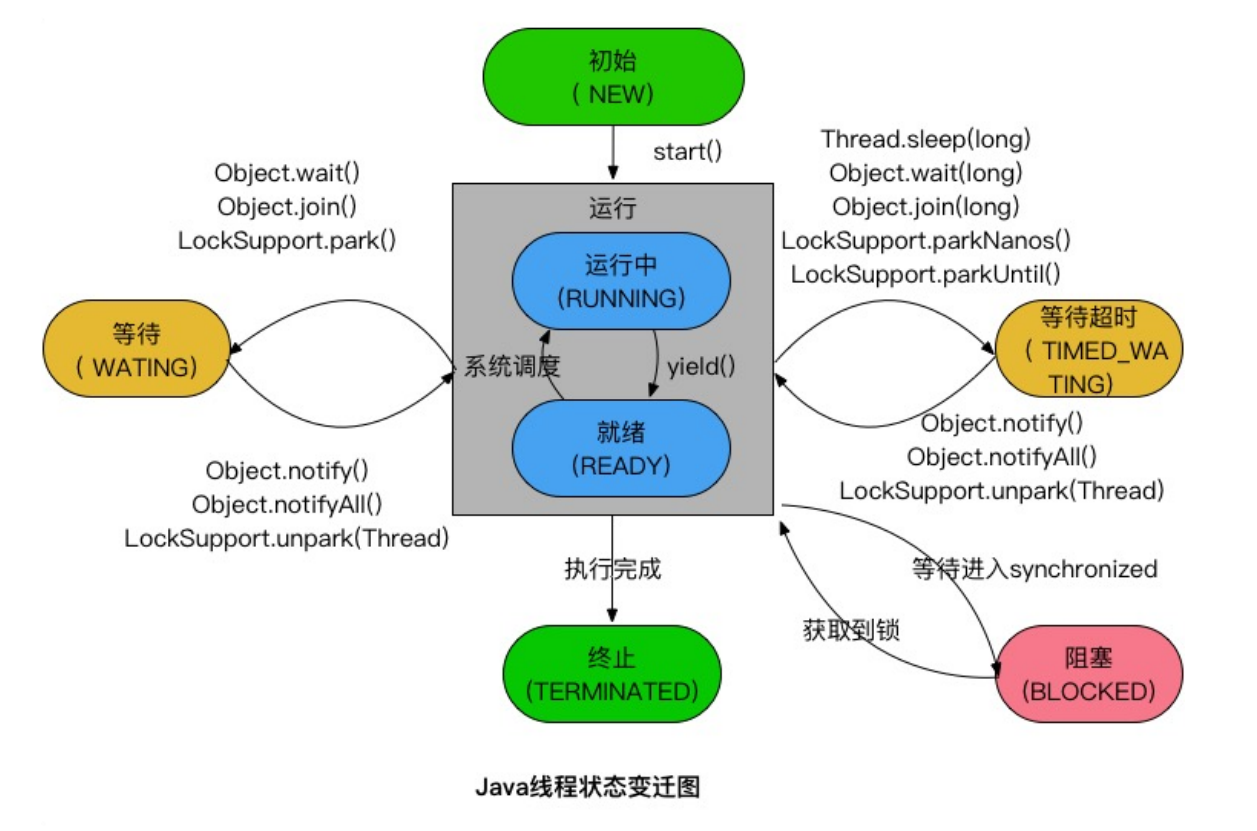 初始
( NEW)
start()
Object.wait()
Object.join()
LockSupport.park()
Thread.sleep(long)
Object.wait(long)
Object.join(long)
LockSupport.parkNanos()
LockSupport.parkUntil()
运行
运行中
(RUNNING)
等待
( WATING)
系统调度
yield()
等待超时
( TIMED_WA
TING)
就绪
(READY)
Object.notify()
Object.notifyAll()
LockSupport.unpark(Thread)
Object.notify()
Object.notifyAll()
LockSupport.unpark(Thread)
执行完成
等待进入synchronized
获取到锁
终止
(TERMINATED)
阻塞
(BLOCKED)
Java线程状态变迁图